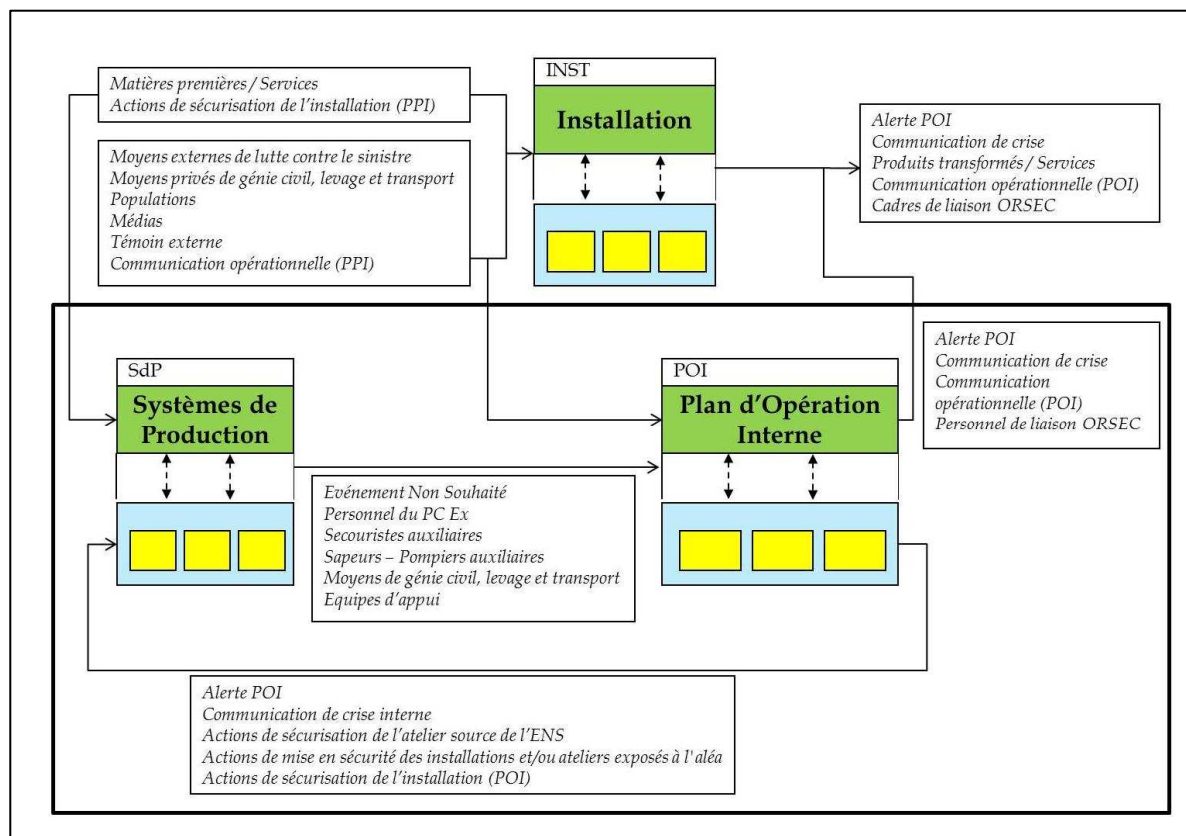 Matières premières / Services
Actions de sécurisation de l'installation (PPI)
INST
Installation
Alerte POI
Communication de crise
Produits transformés / Services
Communication opérationnelle (POI)
Cadres de liaison ORSEC
Moyens externes de lutte contre le sinistre
Moyens privés de génie civil, levage et transport
Populations
Médias
Témoin externe
Communication opérationnelle (PPI)
SdP
Systèmes de
Production
POI
Plan d'Opération
Interne
Alerte POI
Communication de crise
Communication
opérationnelle (POI)
Personnel de liaison ORSEC
Evénement Non Souhaité
Personnel du PC Ex
Secouristes auxiliaires
Sapeurs – Pompiers auxiliaires
Moyens de génie civil, levage et transport
Equipes d'appui
Alerte POI
Communication de crise interne
Actions de sécurisation de l'atelier source de l'ENS
Actions de mise en sécurité des installations et/ou ateliers exposés à l'aléa
Actions de sécurisation de l'installation (POI)